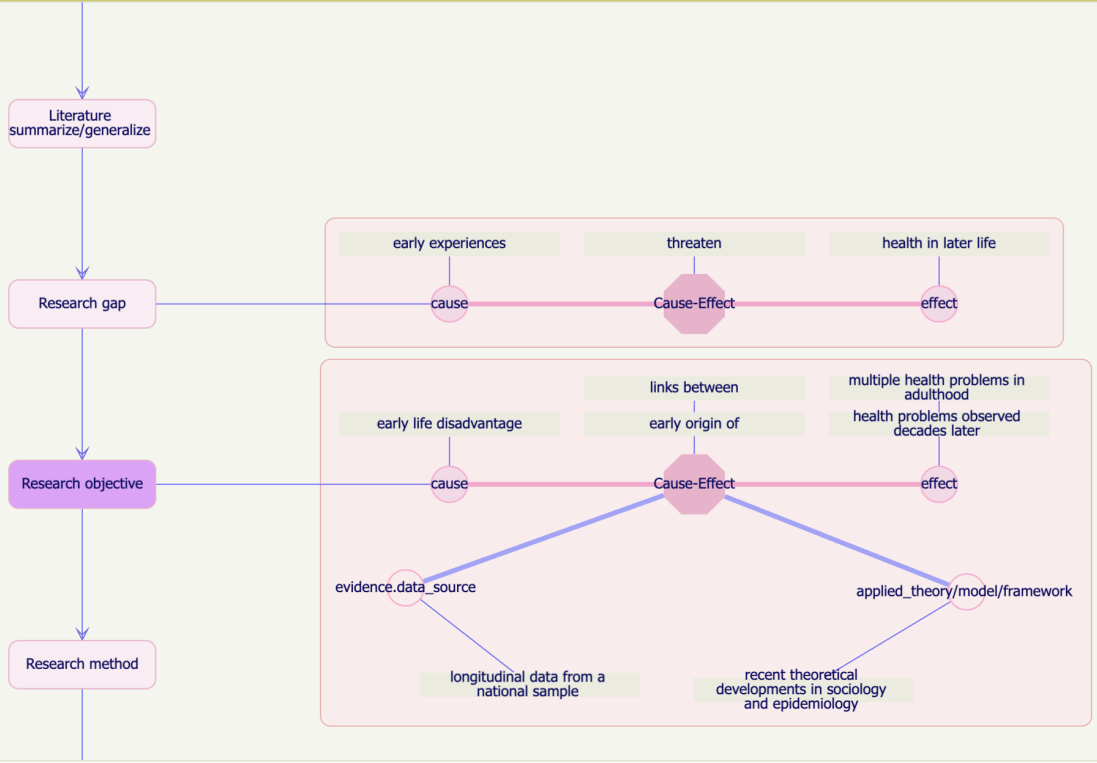 Literature
summarize/generalize
early experiences
threaten
health in later life
Research gap
cause
Cause-Effect
effect
links between
multiple health problems in
adulthood
early life disadvantage
early origin of
health problems observed
decades later
Research objective
cause
Cause-Effect
effect
evidence.data_source
applied_theory/model/framework
Research method
longitudinal data from a
national sample
recent theoretical
developments in sociology
and epidemiology